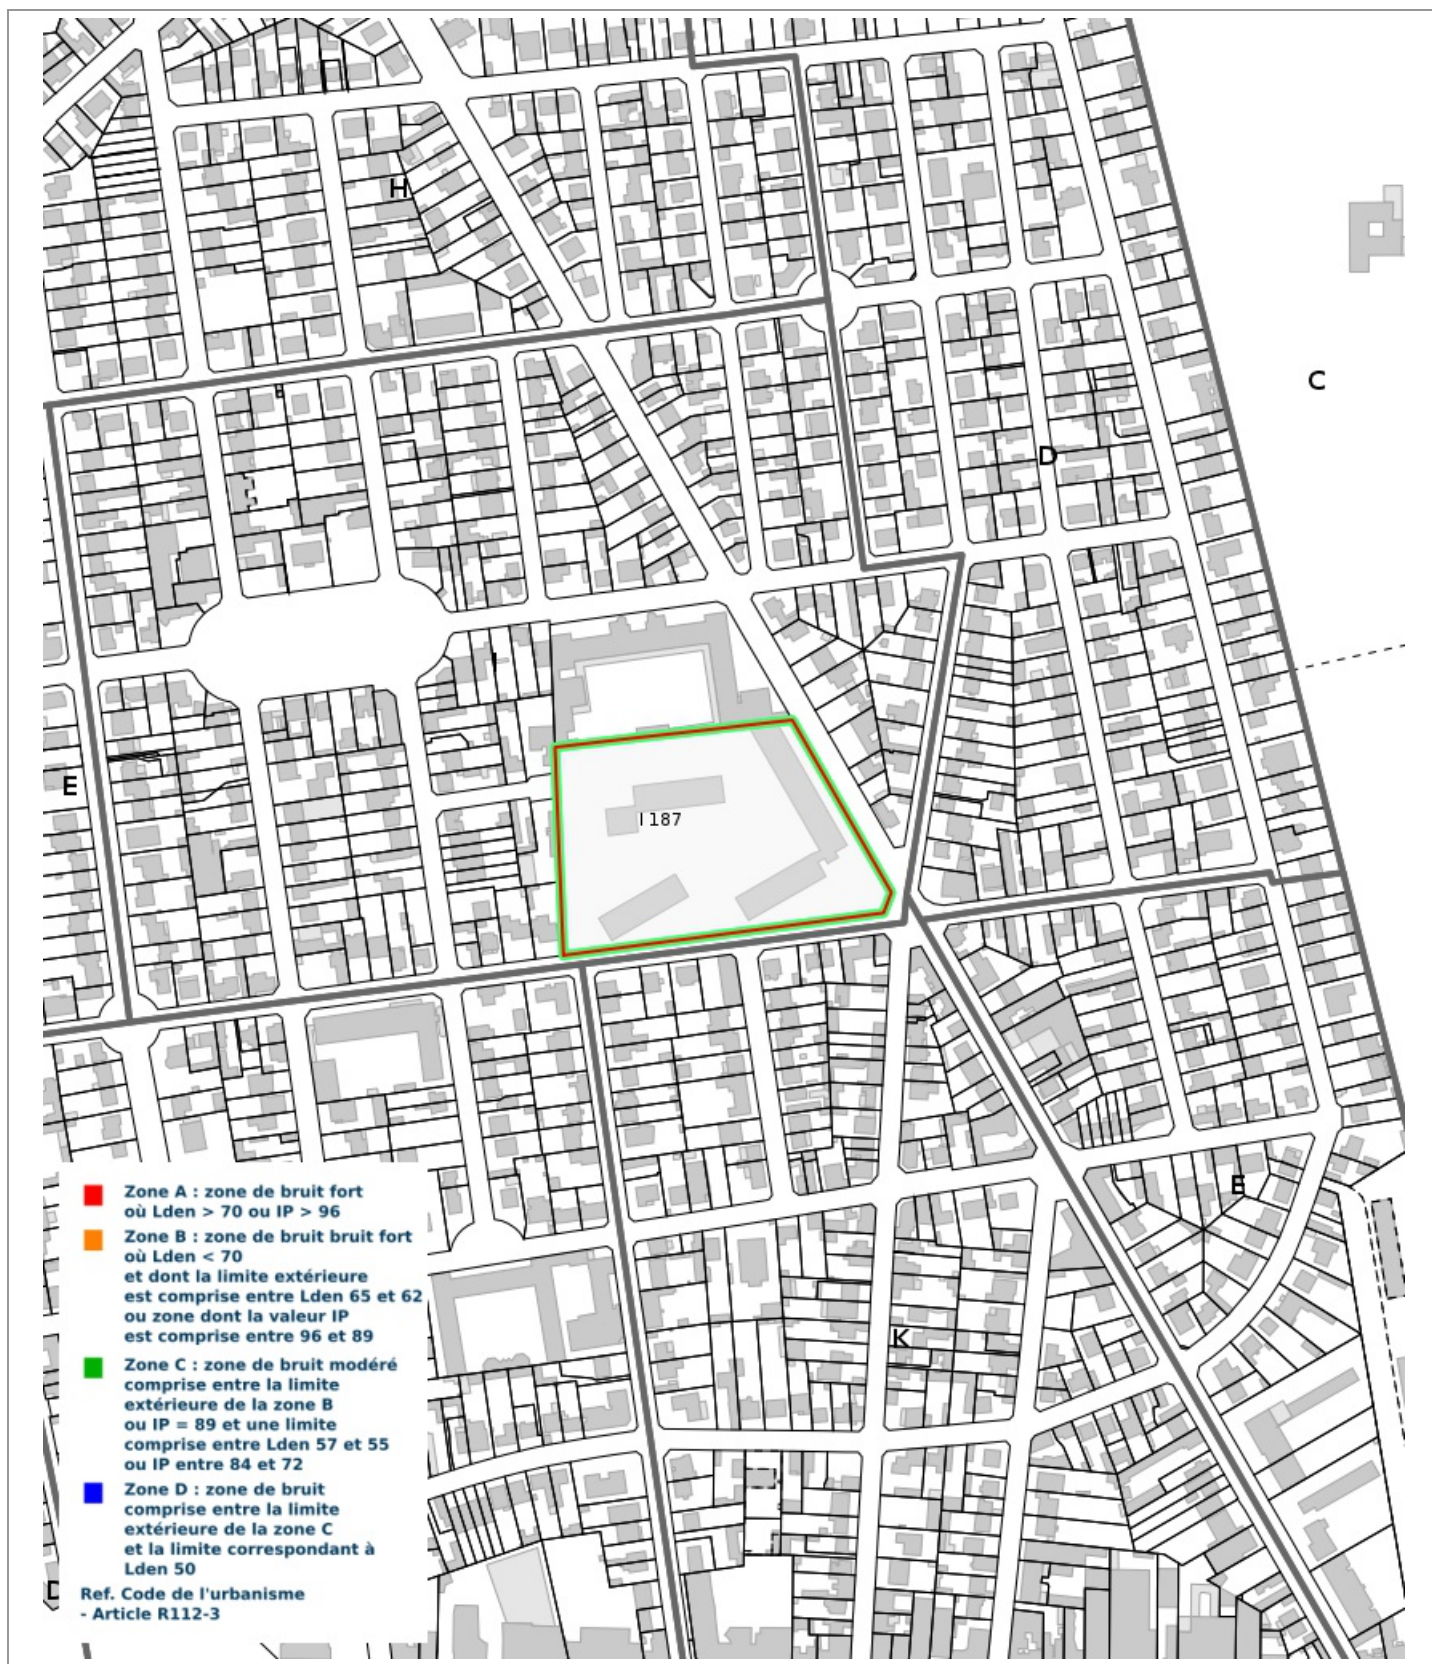 H
C
D
I
E
I 187
E
K
Zone A : zone de bruit fort
où Lden > 70 ou IP > 96
Zone B : zone de bruit bruit fort
où Lden < 70
et dont la limite extérieure
est comprise entre Lden 65 et 62
ou zone dont la valeur IP
est comprise entre 96 et 89
Zone C : zone de bruit modéré
comprise entre la limite
extérieure de la zone B
ou IP = 89 et une limite
comprise entre Lden 57 et 55
ou IP entre 84 et 72
Zone D : zone de bruit
comprise entre la limite
extérieure de la zone C
et la limite correspondant à
Lden 50
D
Ref. Code de l'urbanisme
- Article R112-3